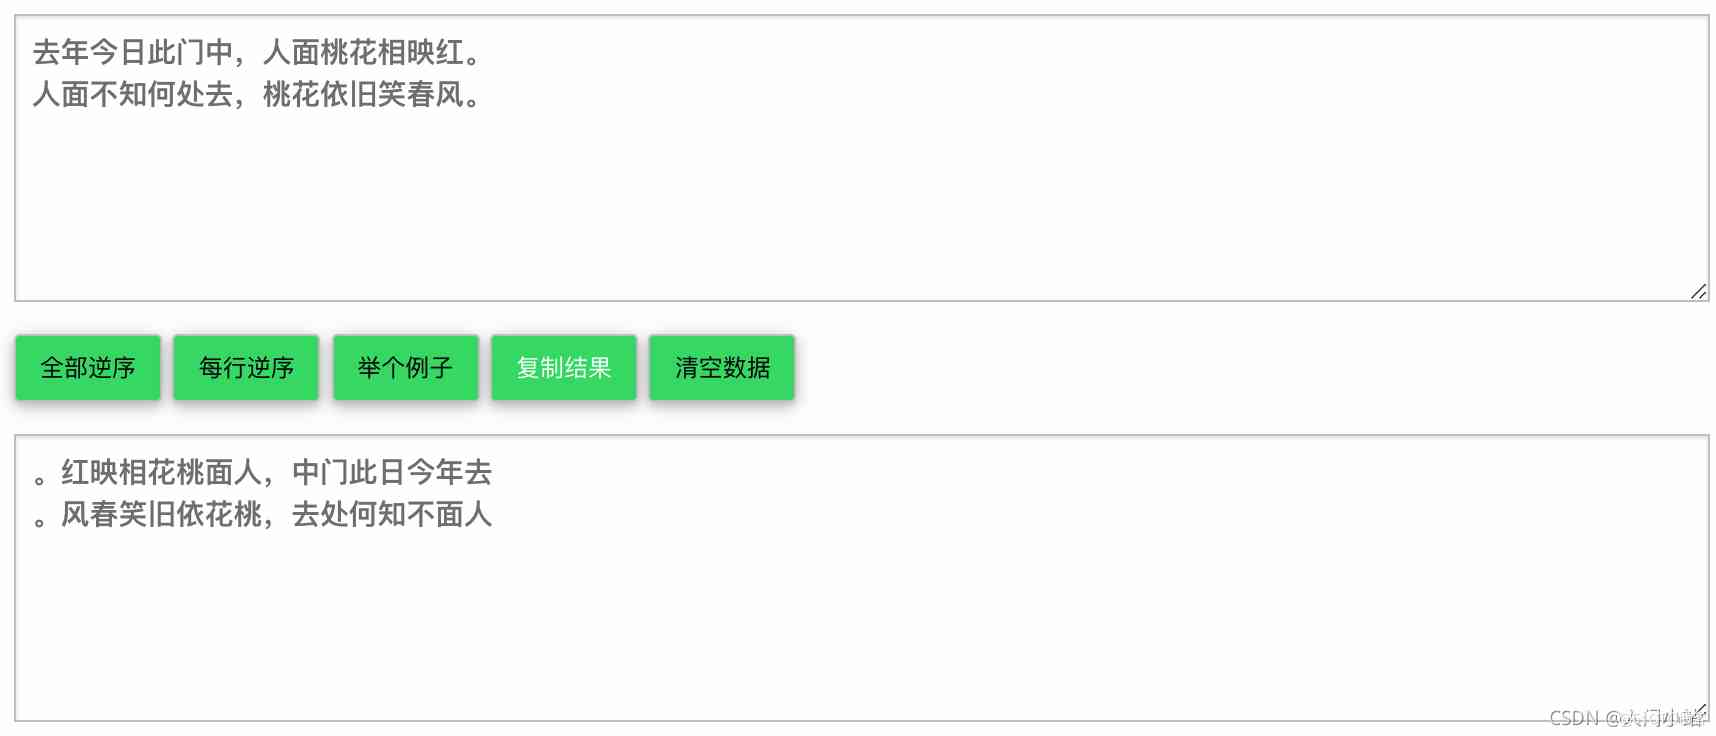 去年今日此门中，人面桃花相映红。
人面不知何处去，桃花依旧笑春风。
全部逆序 每行逆序 举个例子 复制结果 清空数据
。红映相花桃面人，中门此日今年去
。风春笑旧依花桃，去处何知不面人
CSDN @